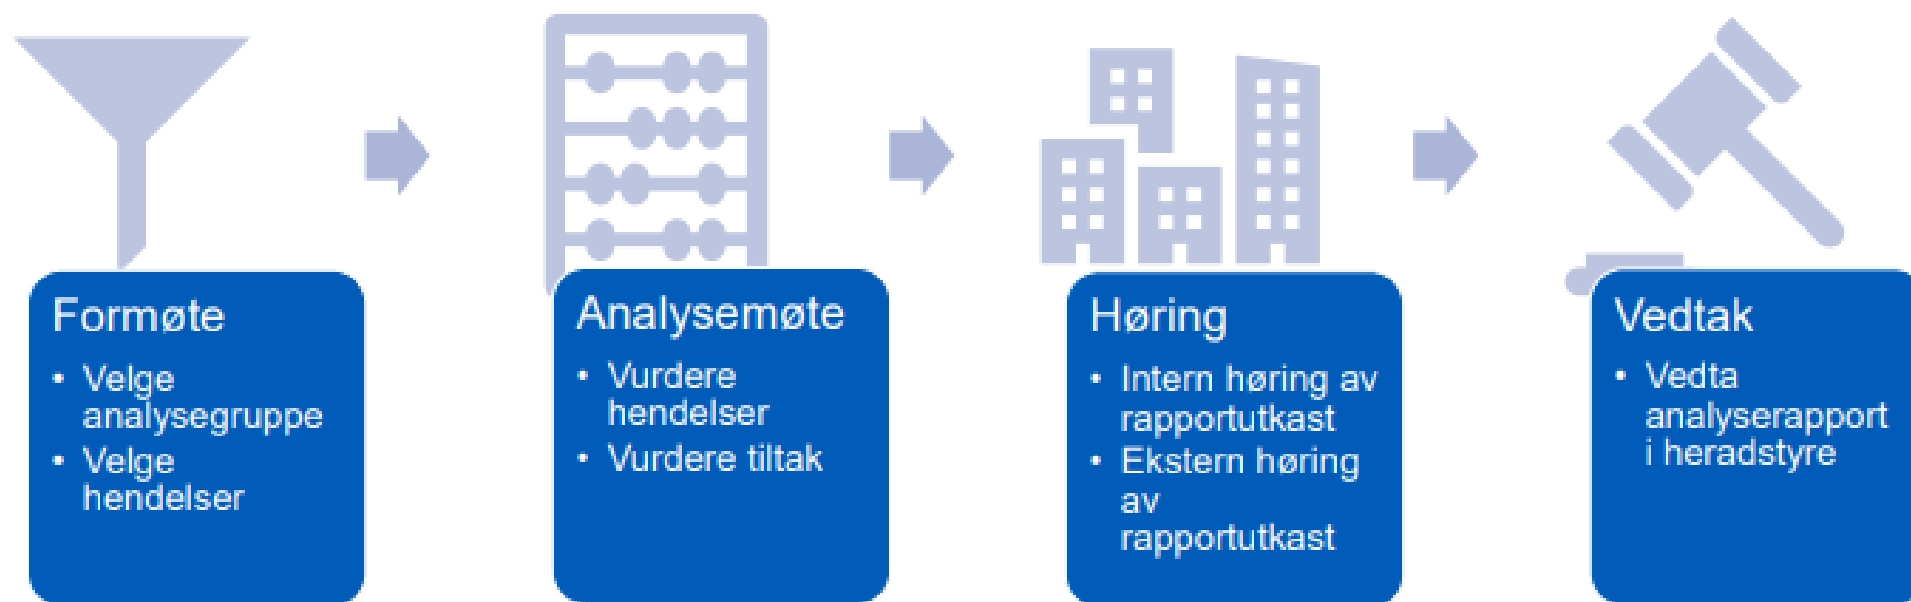 Formøte
• Velge
analysegruppe
• Velge
hendelser
Analysemøte
• Vurdere
hendelser
• Vurdere tiltak
Høring
• Intern høring av
rapportutkast
• Ekstern høring
av
rapportutkast
Vedtak
• Vedta
analyserapport
i heradstyre